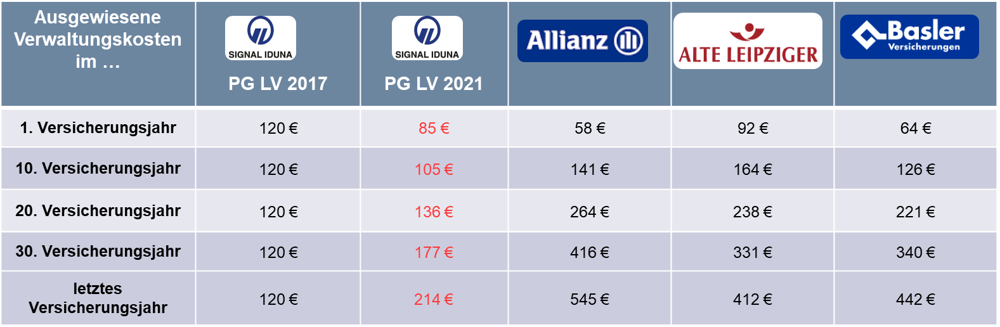 Ausgewiesene
Verwaltungskosten
im …
SIGNAL IDUNA
PG LV 2017
SIGNAL IDUNA
PG LV 2021
Allianz
ALTE LEIPZIGER
Basler
Versicherungen
1. Versicherungsjahr 120 € 85 € 58 € 92 € 64 €
10. Versicherungsjahr 120 € 105 € 141 € 164 € 126 €
20. Versicherungsjahr 120 € 136 € 264 € 238 € 221 €
30. Versicherungsjahr 120 € 177 € 416 € 331 € 340 €
letztes
Versicherungsjahr 120 € 214 € 545 € 412 € 442 €